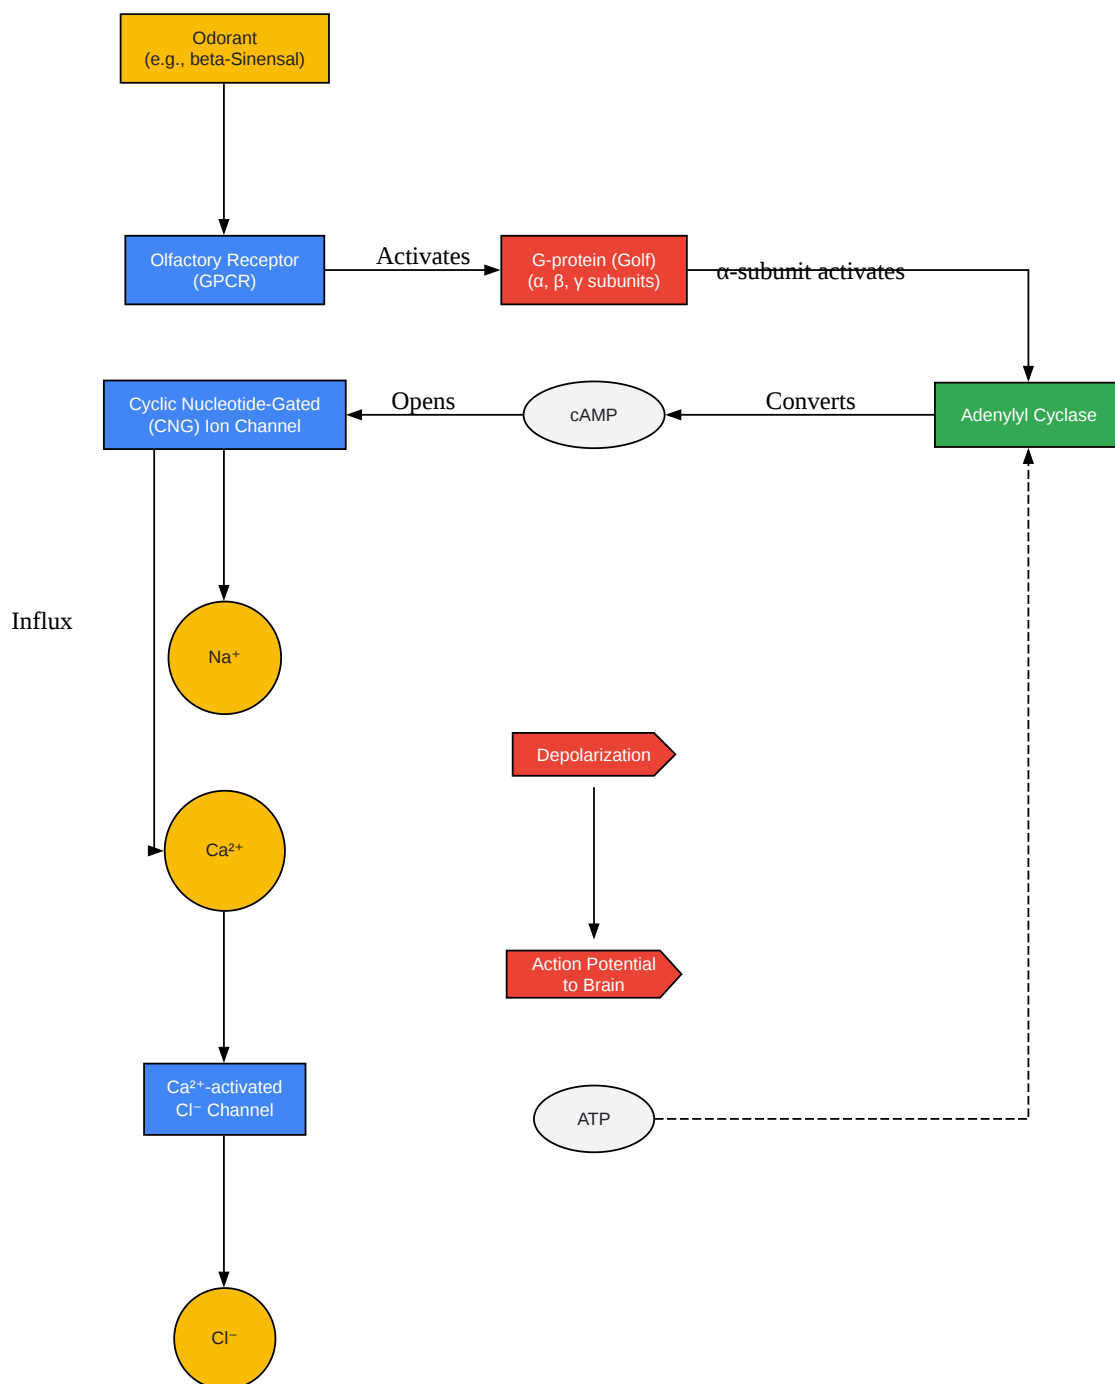 Odorant
(e.g., beta-Sinensal)
Olfactory Receptor
(GPCR)
Activates
G-protein (Golf)
(α, β, γ subunits)
α-subunit activates
Cyclic Nucleotide-Gated
(CNG) Ion Channel
Opens
cAMP
Converts
Adenylyl Cyclase
Influx
Na⁺
Depolarization
Ca²⁺
Action Potential
to Brain
Ca²⁺-activated
Cl⁻ Channel
ATP
Cl⁻